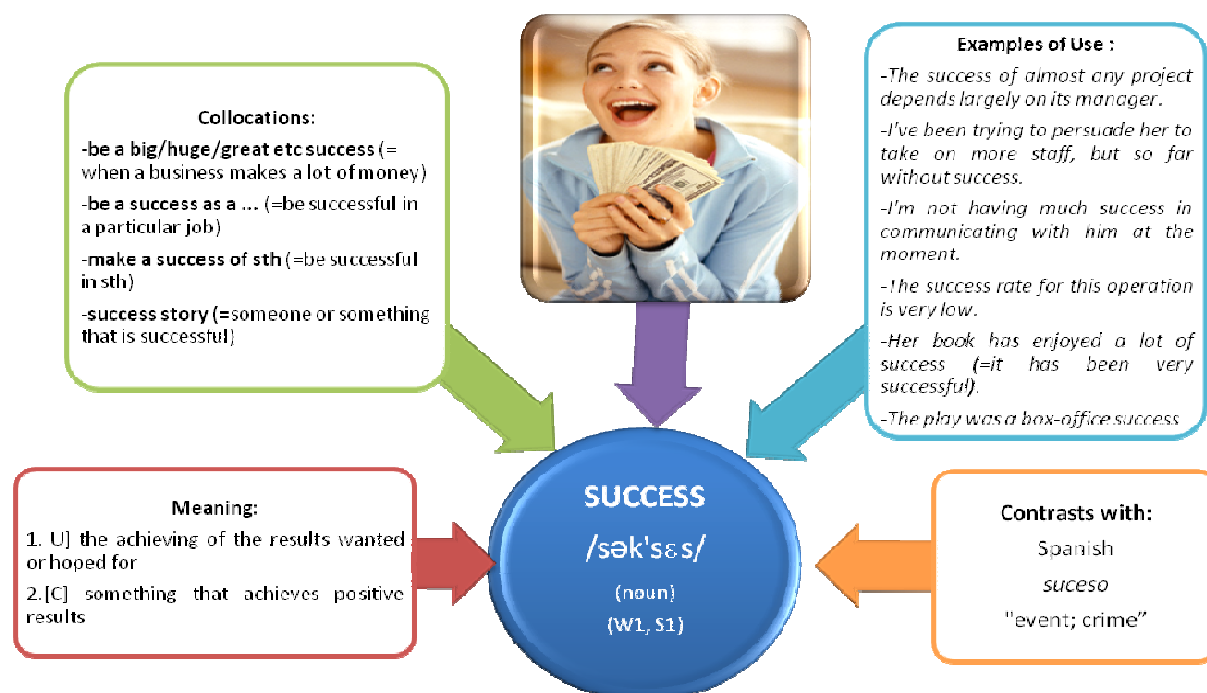 Collocations:
-be a big/huge/great etc success (=
when a business makes a lot of money)
-be a success as a ... (=be successful in
a particular job)
-make a success of sth (=be successful
in sth)
-success story (=someone or something
that is successful)
Examples of Use :
-The success of almost any project
depends largely on its manager.
-I've been trying to persuade her to
take on more staff, but so far
without success.
-I'm not having much success in
communicating with him at the
moment.
-The success rate for this operation
is very low.
-Her book has enjoyed a lot of
success (=it has been very
successful).
-The play was a box-office success
Meaning:
1. U] the achieving of the results wanted
or hoped for
2.[C] something that achieves positive
results
SUCCESS
/sək'sɛs/
(noun)
(W1, S1)
Contrasts with:
Spanish
suceso
"event; crime”